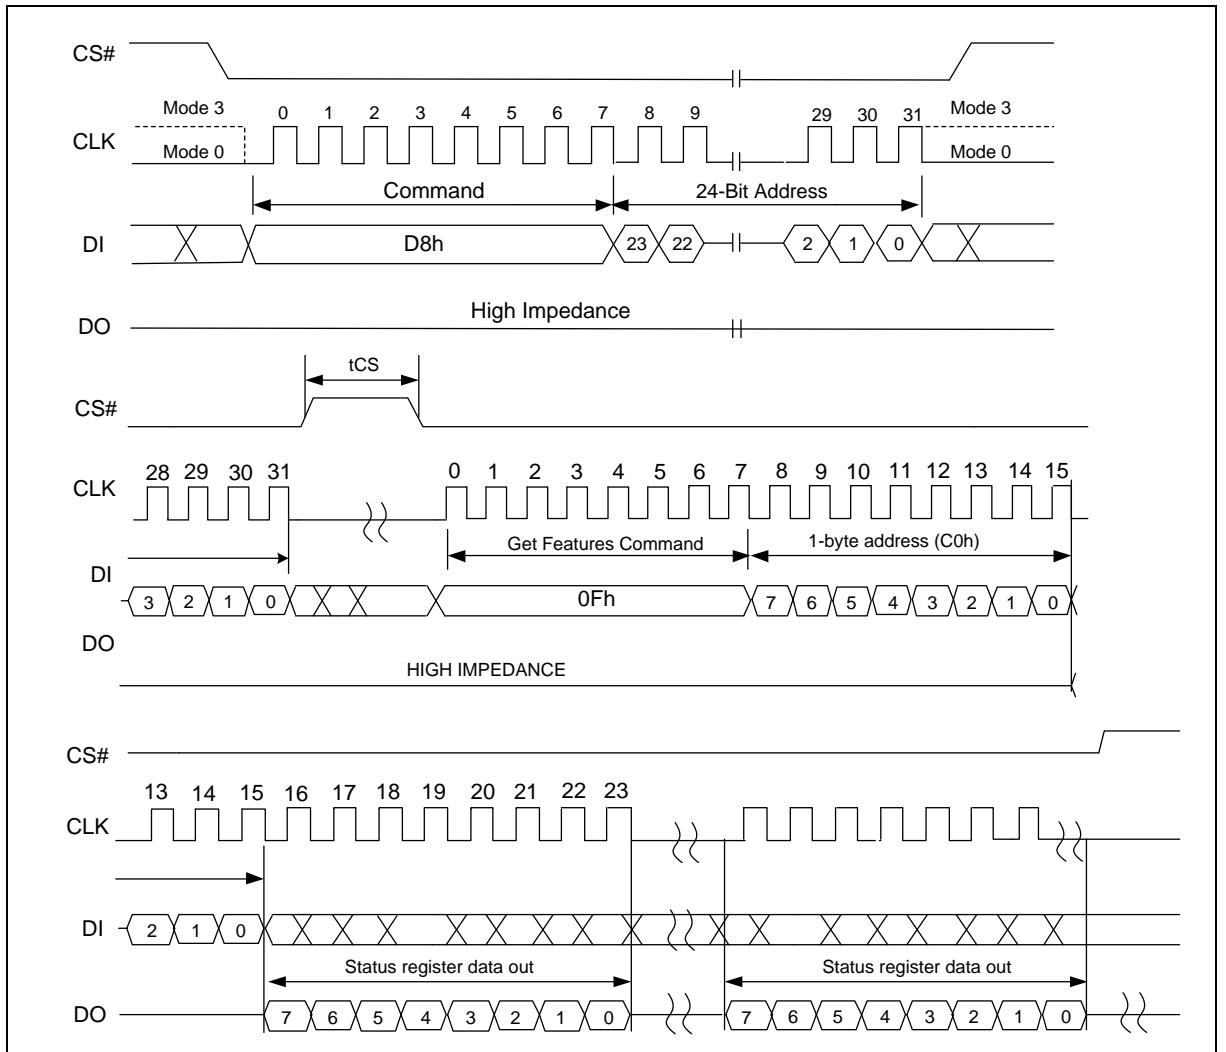 CS#
Mode 3
0 1 2 3 4 5 6 7 8 9 29 30 31
Mode 3
CLK
Mode 0
Mode 0
Command
24-Bit Address
DI
D8h
23 22 2 1 0
High Impedance
DO
tCS
CS#
28 29 30 31 0 1 2 3 4 5 6 7 8 9 10 11 12 13 14 15
CLK
Get Features Command
1-byte address (C0h)
DI
3 2 1 0 0Fh 7 6 5 4 3 2 1 0
DO
HIGH IMPEDANCE
CS#
13 14 15 16 17 18 19 20 21 22 23
CLK
DI
2 1 0
Status register data out
Status register data out
DO
7 6 5 4 3 2 1 0 7 6 5 4 3 2 1 0